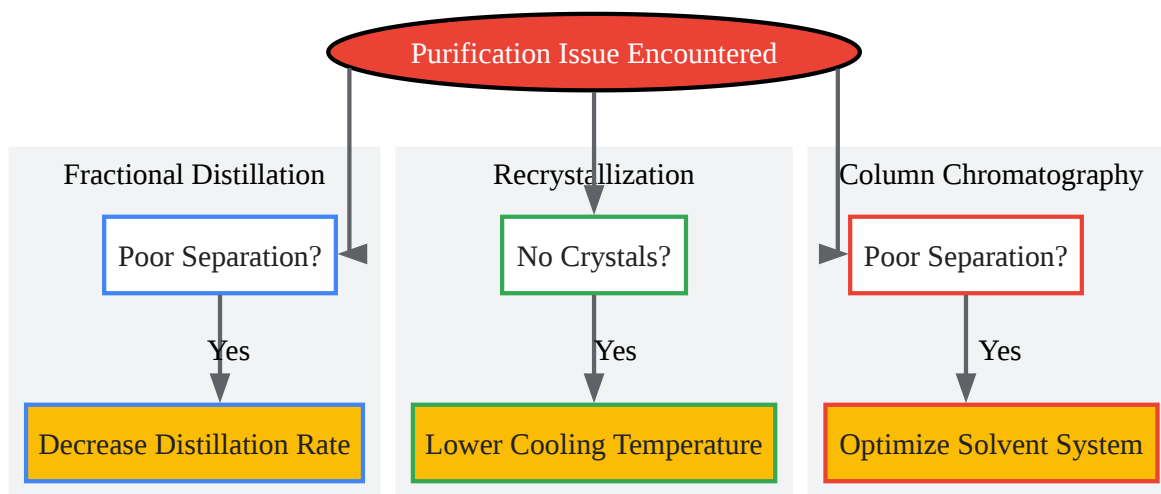 Purification Issue Encountered
Fractional Distillation
Recrystallization
Column Chromatography
Poor Separation?
No Crystals?
Poor Separation?
Yes
Yes
Yes
Decrease Distillation Rate
Lower Cooling Temperature
Optimize Solvent System